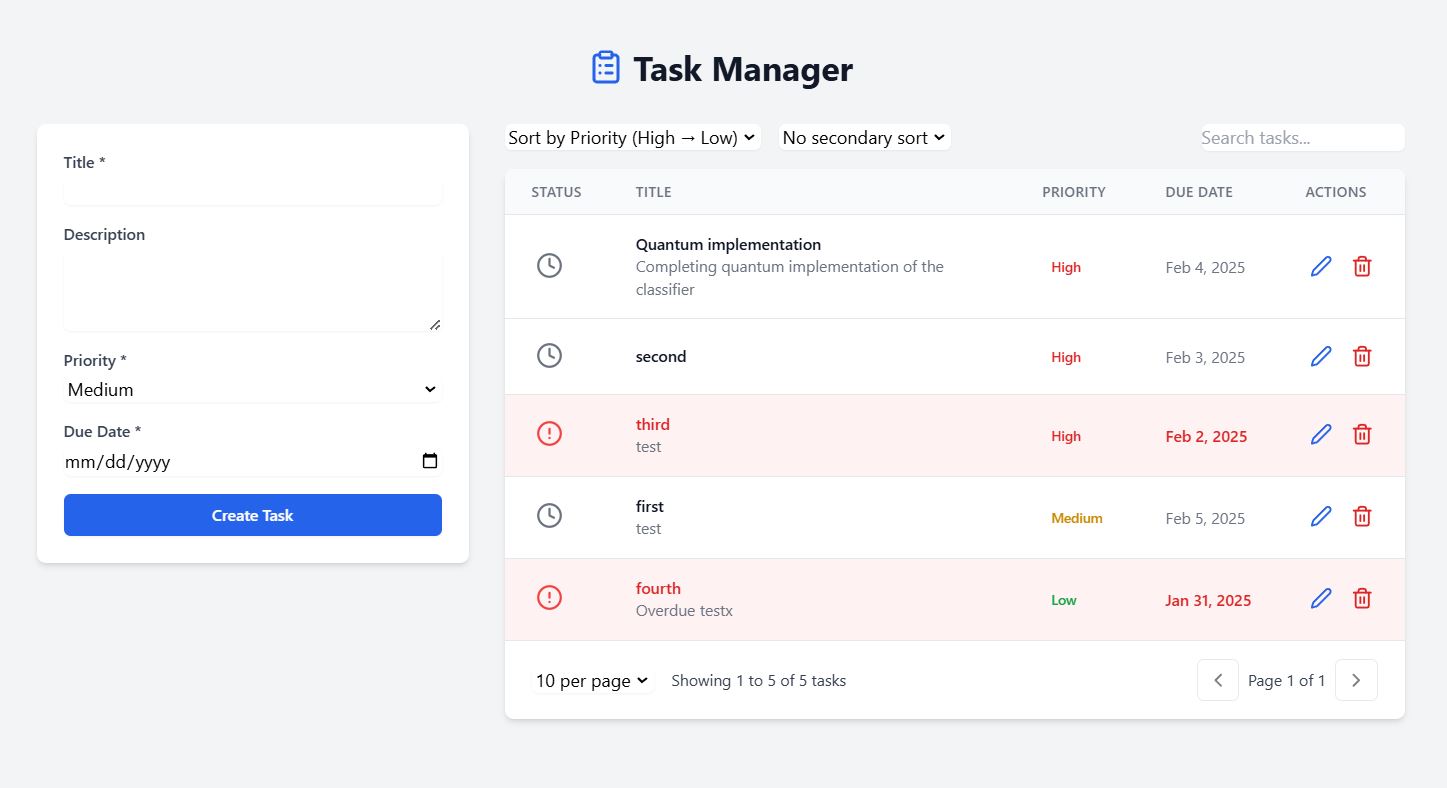 Task Manager
Title *
Description
Priority *
Medium
Due Date *
mm/dd/yyyy
Create Task
Sort by Priority (High → Low) No secondary sort Search tasks...
STATUS TITLE PRIORITY DUE DATE ACTIONS
Quantum implementation
Completing quantum implementation of the
classifier
High Feb 4, 2025
second High Feb 3, 2025
third
test
High Feb 2, 2025
first
test
Medium Feb 5, 2025
fourth
Overdue testx
Low Jan 31, 2025
10 per page Showing 1 to 5 of 5 tasks Page 1 of 1